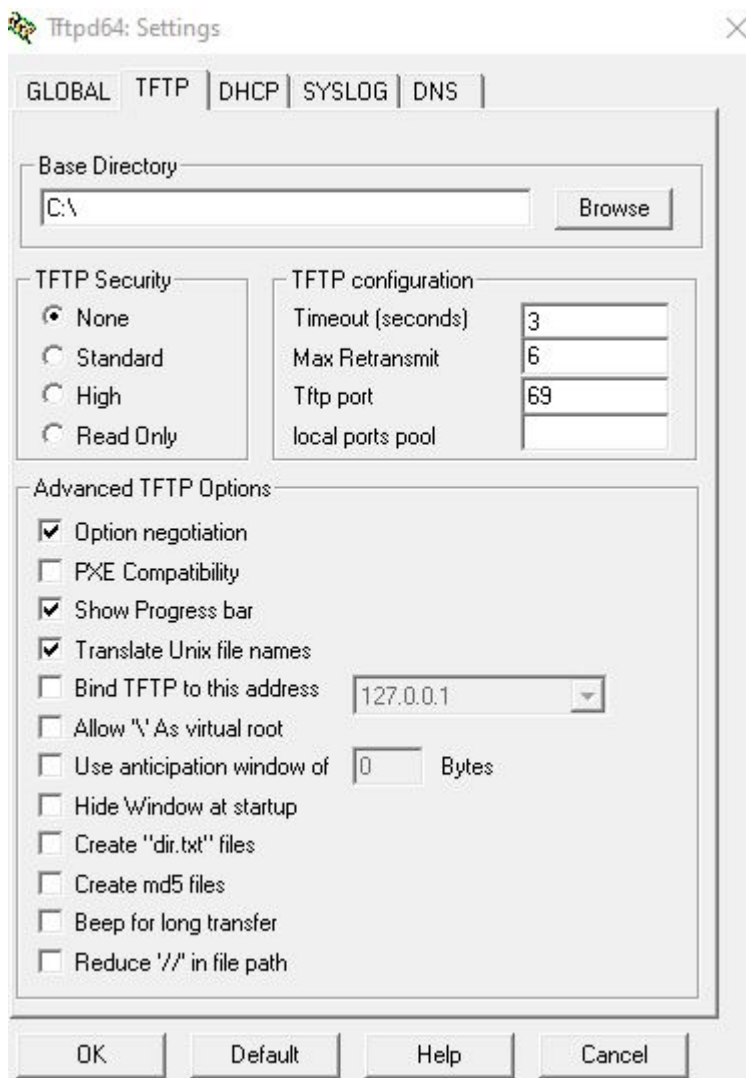 Tftpd64: Settings
GLOBAL TFTP DHCP SYSLOG DNS
Base Directory
C:\ Browse
TFTP Security
None
Standard
High
Read Only
TFTP configuration
Timeout (seconds) 3
Max Retransmit 6
Tftp port 69
local ports pool
Advanced TFTP Options
Option negotiation
PXE Compatibility
Show Progress bar
Translate Unix file names
Bind TFTP to this address 127.0.0.1
Allow '\' As virtual root
Use anticipation window of 0 Bytes
Hide Window at startup
Create "dir.txt" files
Create md5 files
Beep for long transfer
Reduce '//' in file path
OK Default Help Cancel